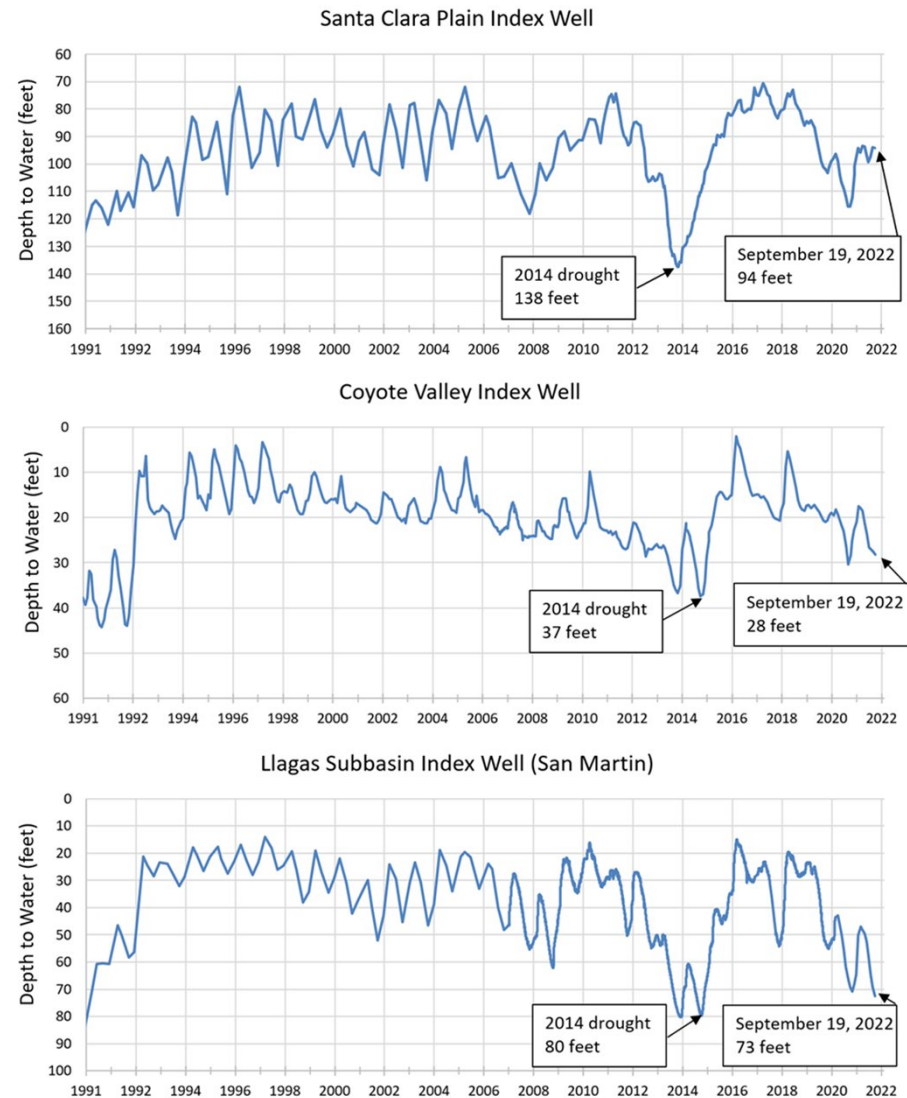 Santa Clara Plain Index Well
Depth to Water (feet)
60
70
80
90
100
110
120
130
140
150
160
2014 drought
138 feet
September 19, 2022
94 feet
1991 1992 1994 1996 1998 2000 2002 2004 2006 2008 2010 2012 2014 2016 2018 2020 2022
Coyote Valley Index Well
Depth to Water (feet)
0
10
20
30
40
50
60
2014 drought
37 feet
September 19, 2022
28 feet
1991 1992 1994 1996 1998 2000 2002 2004 2006 2008 2010 2012 2014 2016 2018 2020 2022
Llagas Subbasin Index Well (San Martin)
Depth to Water (feet)
0
10
20
30
40
50
60
70
80
90
100
2014 drought
80 feet
September 19, 2022
73 feet
1991 1992 1994 1996 1998 2000 2002 2004 2006 2008 2010 2012 2014 2016 2018 2020 2022